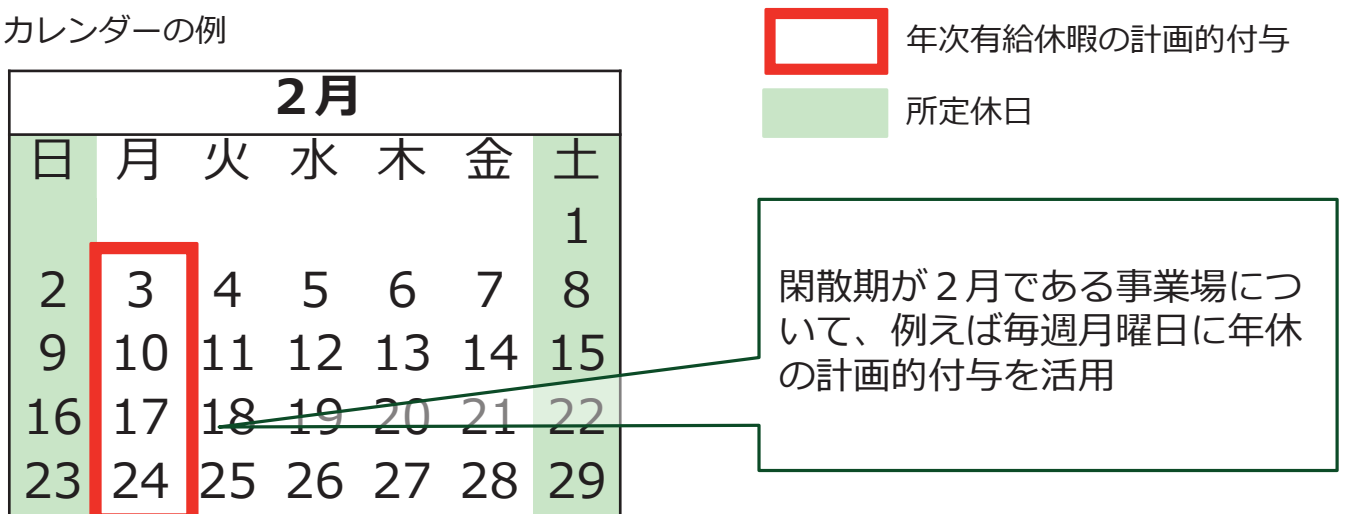 カレンダーの例
2月
日 月 火 水 木 金 土
1
2 3 4 5 6 7 8
9 10 11 12 13 14 15
16 17 18 19 20 21 22
23 24 25 26 27 28 29
年次有給休暇の計画的付与
所定休日
閑散期が２月である事業場につ
いて、例えば毎週月曜日に年休
の計画的付与を活用